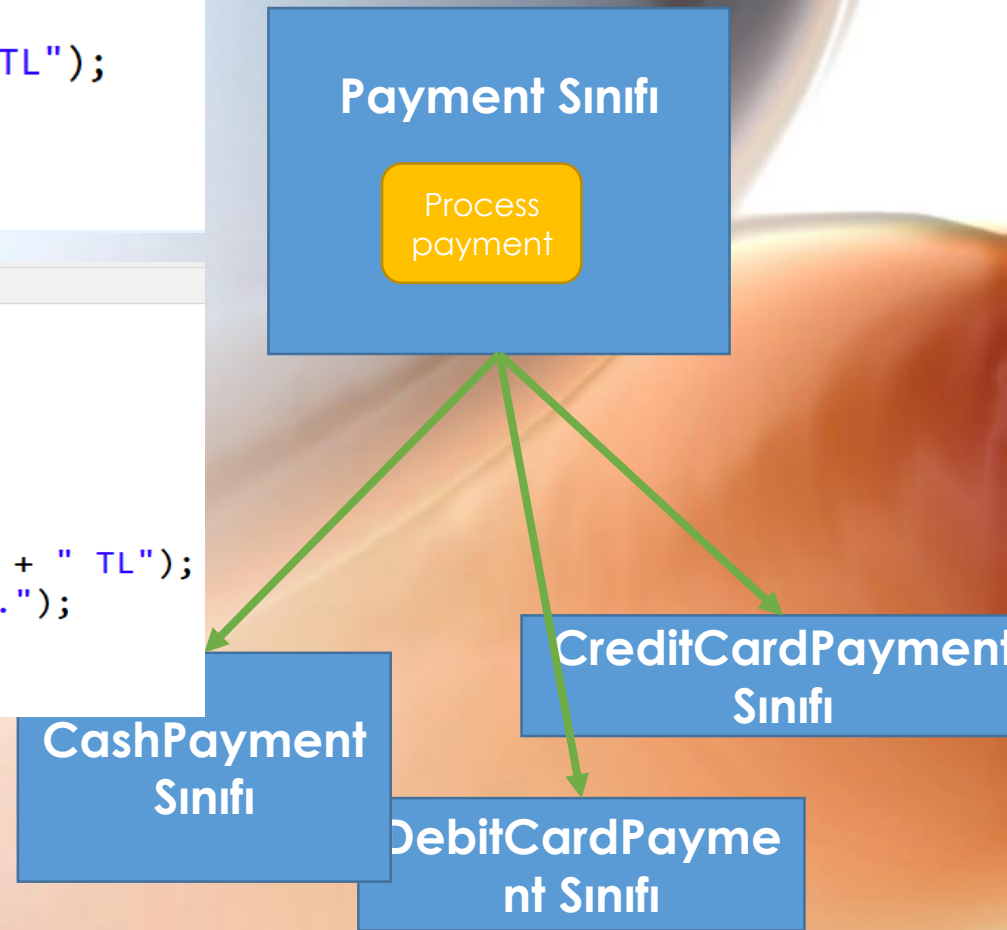 TL");
+ " TL");
.");
Payment Sınıfı
Process
payment
CreditCardPayment
Sınıfı
CashPayment
Sınıfı
DebitCardPayme
nt Sınıfı